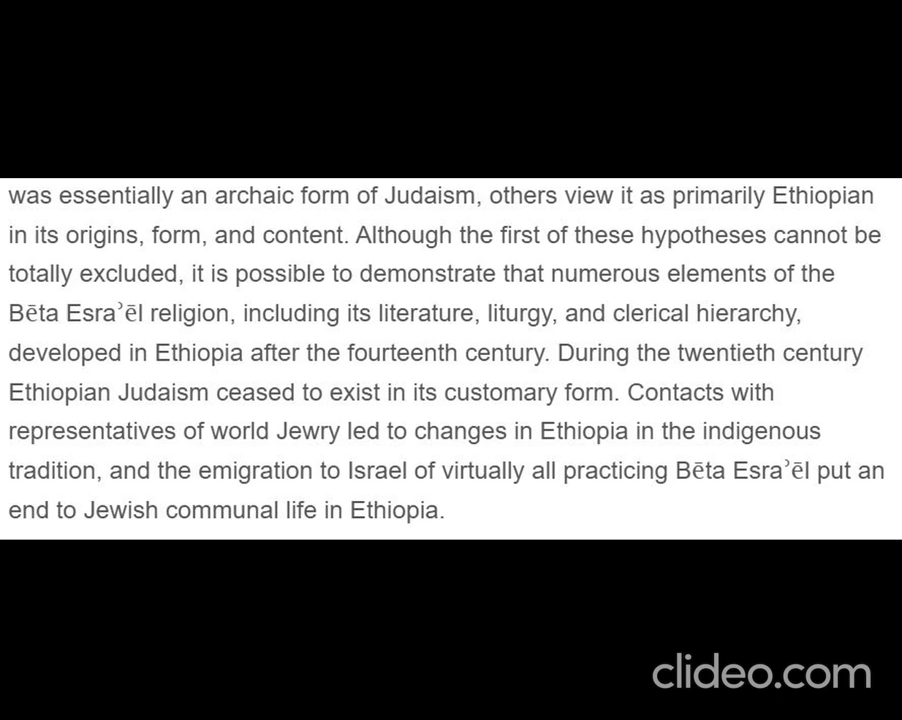 was essentially an archaic form of Judaism, others view it as primarily Ethiopian
in its origins, form, and content. Although the first of these hypotheses cannot be
totally excluded, it is possible to demonstrate that numerous elements of the
Bēta Esraʾēl religion, including its literature, liturgy, and clerical hierarchy,
developed in Ethiopia after the fourteenth century. During the twentieth century
Ethiopian Judaism ceased to exist in its customary form. Contacts with
representatives of world Jewry led to changes in Ethiopia in the indigenous
tradition, and the emigration to Israel of virtually all practicing Bēta Esraʾēl put an
end to Jewish communal life in Ethiopia.
clideo.com